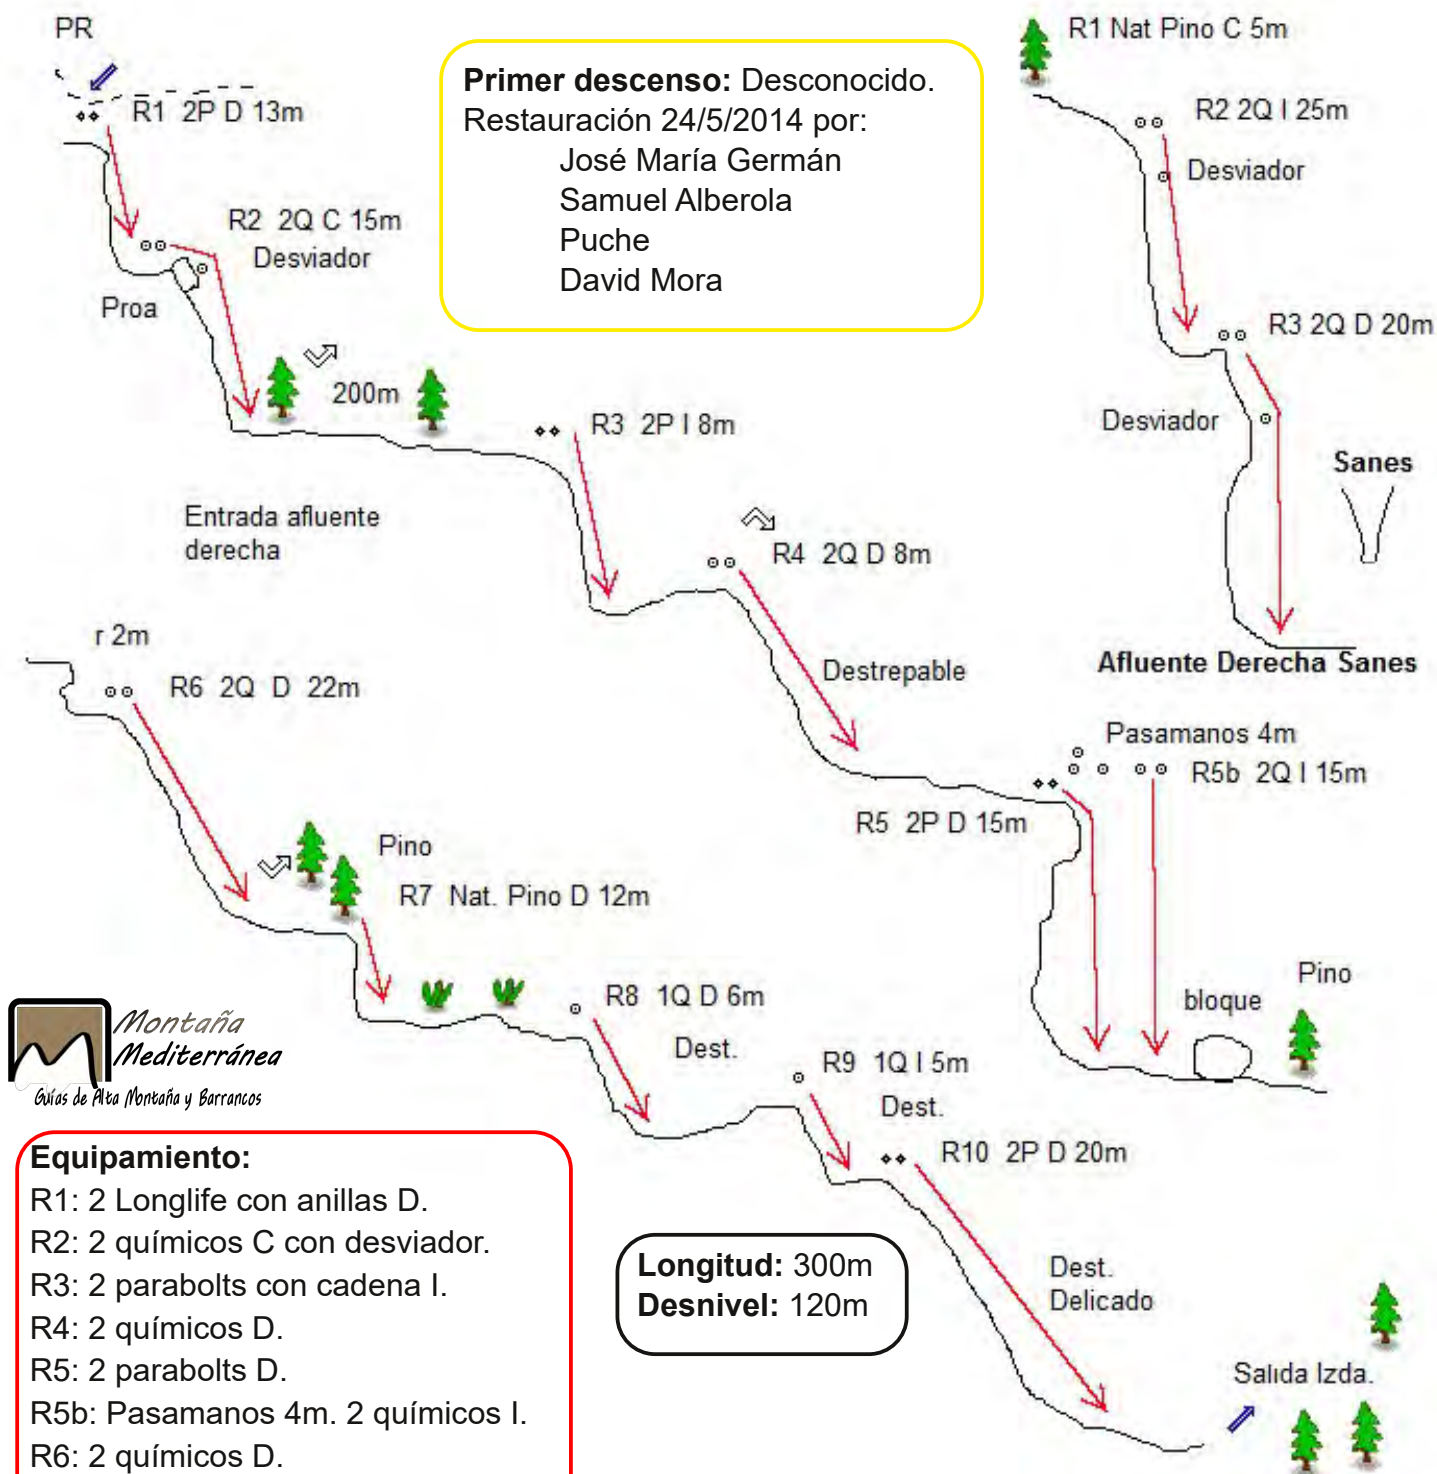 PR
R1 2P D 13m
R2 2Q C 15m
Desviador
Proa
200m
Entrada afluente
derecha
Primer descenso: Desconocido.
Restauración 24/5/2014 por:
José María Germán
Samuel Alberola
Puche
David Mora
R1 Nat Pino C 5m
R2 2Q I 25m
Desviador
R3 2Q D 20m
Desviador
Sanes
Afluente Derecha Sanes
R3 2P I 8m
R4 2Q D 8m
Destrepable
Pasamanos 4m
R5b 2Q I 15m
R5 2P D 15m
bloque
Pino
r 2m
R6 2Q D 22m
Pino
R7 Nat. Pino D 12m
R8 1Q D 6m
Dest.
R9 1Q I 5m
Dest.
R10 2P D 20m
Dest.
Delicado
Salida Izda.
Montaña
Mediterránea
Guías de Alta Montaña y Barrancos
Equipamiento:
R1: 2 Longlife con anillas D.
R2: 2 químicos C con desviador.
R3: 2 parabolts con cadena I.
R4: 2 químicos D.
R5: 2 parabolts D.
R5b: Pasamanos 4m. 2 químicos I.
R6: 2 químicos D.
Longitud: 300m
Desnivel: 120m